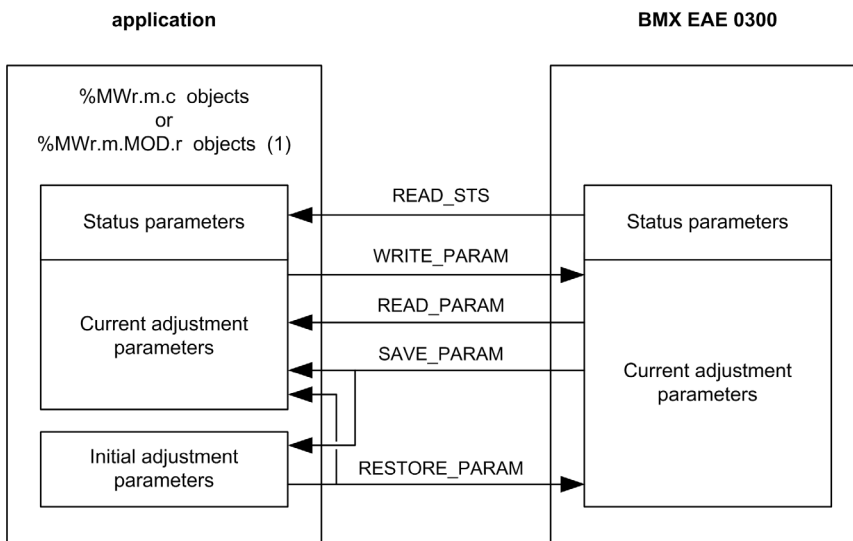 application
BMX EAE 0300
%MWr.m.c objects
or
%MWr.m.MOD.r objects (1)
READ_STS
Status parameters
Status parameters
WRITE_PARAM
READ_PARAM
Current adjustment
parameters
SAVE_PARAM
Current adjustment
parameters
Initial adjustment
parameters
RESTORE_PARAM